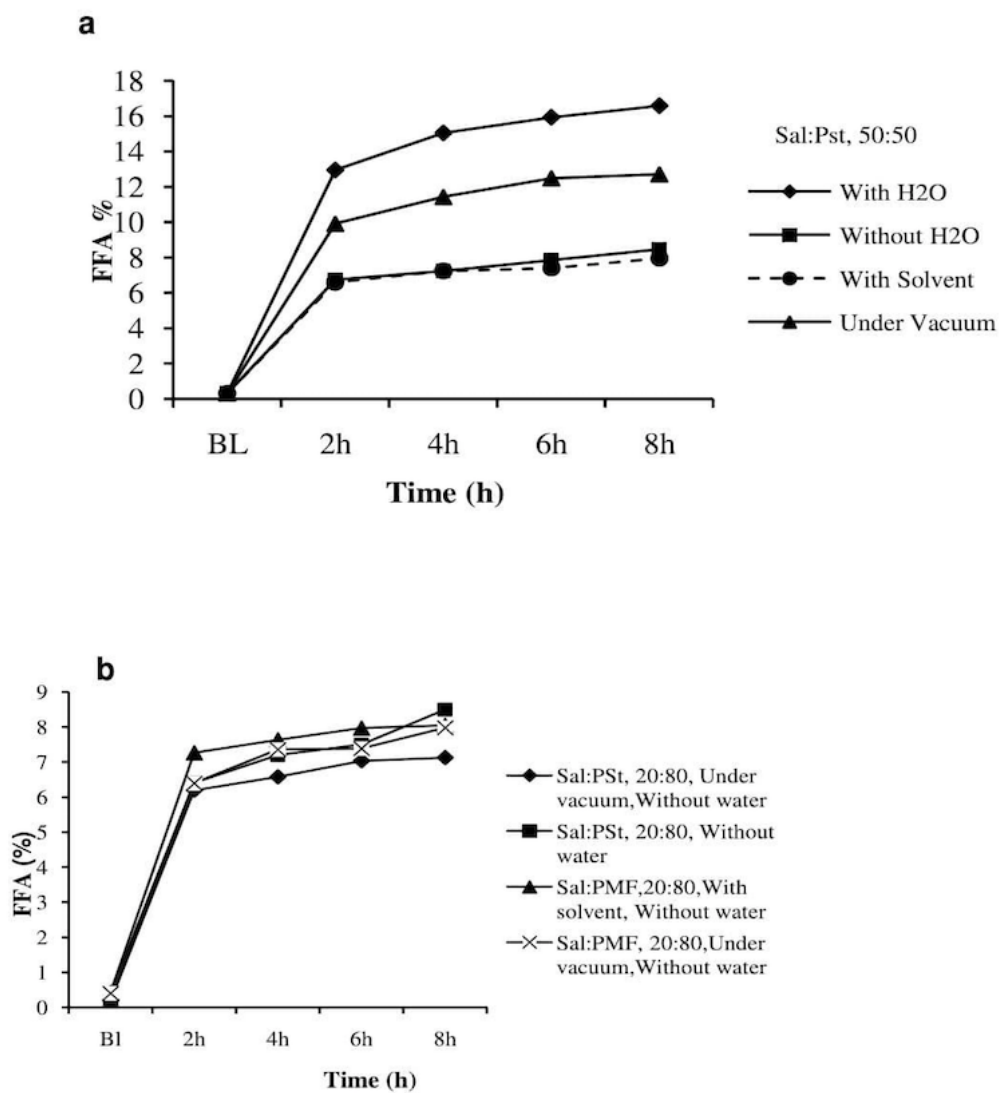 a
18
16
14
12
10
8
6
4
2
0
FFA %
BL 2h 4h 6h 8h
Time (h)
Sal:Pst, 50:50
With H2O
Without H2O
With Solvent
Under Vacuum
b
9
8
7
6
5
4
3
2
1
0
FFA (%)
Bl 2h 4h 6h 8h
Time (h)
Sal:PSt, 20:80, Under
vacuum,Without water
Sal:PSt, 20:80, Without
water
Sal:PMF,20:80,With
solvent, Without water
Sal:PMF, 20:80,Under
vacuum,Without water